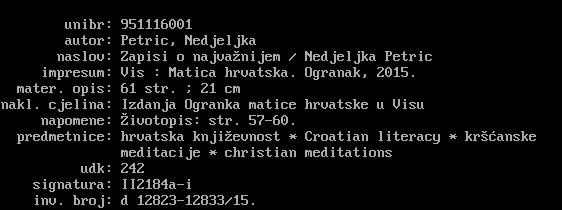 unibr: 951116001
autor: Petric, Nedjeljka
naslov: Zapisi o najvažnijem / Nedjeljka Petric
impresum: Vis : Matica hrvatska. Ogranak, 2015.
mater. opis: 61 str. ; 21 cm
nakl. cjelina: Izdanja Ogranka matice hrvatske u Visu
napomene: Životopis: str. 57-60.
predmetnice: hrvatska književnost * Croatian literacy * kršćanske
meditacije * christian meditations
udk: 242
signatura: II2184a-i
inv. broj: d 12823-12833/15.